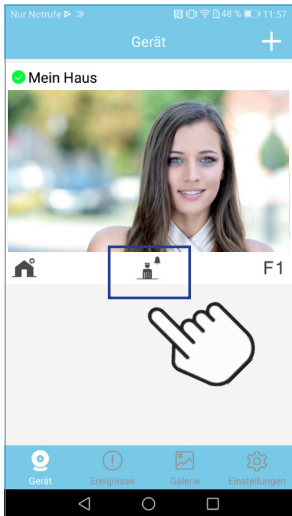 Nur Notrufe 48 % 11:57
Gerät
Mein Haus
F1
Gerät Ereignisse Galerie Einstellungen